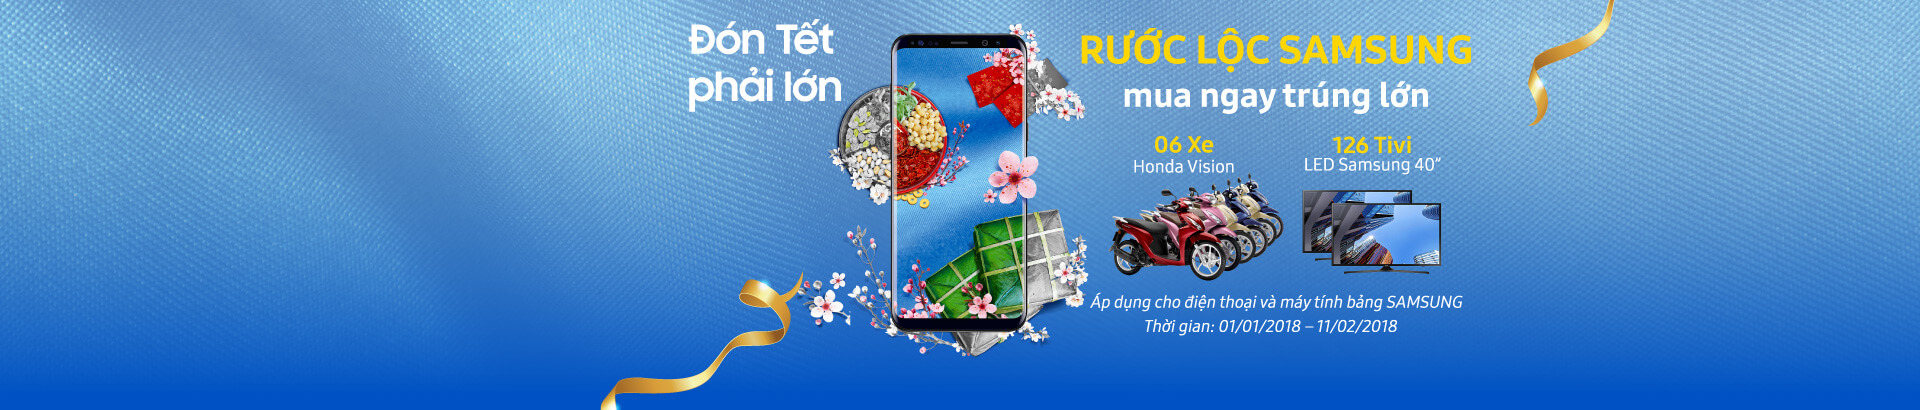 Đón Tết
phải lớn
RƯỚC LỘC SAMSUNG
mua ngay trúng lớn
06 Xe
Honda Vision
126 Tivi
LED Samsung 40”
Áp dụng cho điện thoại và máy tính bảng SAMSUNG
Thời gian: 01/01/2018 – 11/02/2018